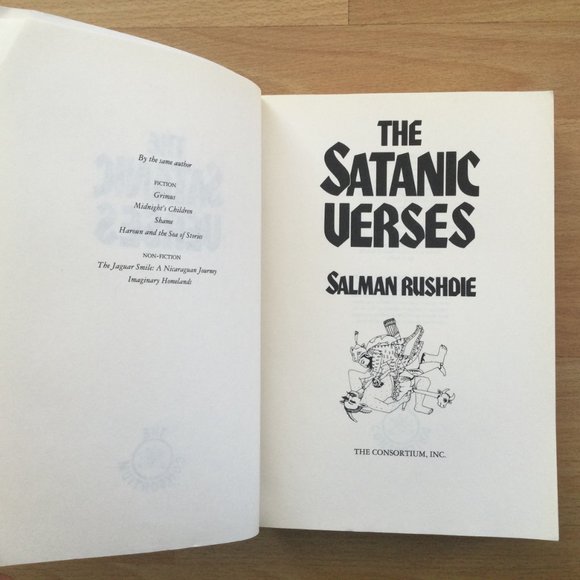 By the same author
FICTION
Grimus
Midnight's Children
Shame
Haroun and the Sea of Stories
NON-FICTION
The Jaguar Smile: A Nicaraguan Journey
Imaginary Homelands
THE
SATANIC
VERSES
SALMAN RUSHDIE
THE CONSORTIUM, INC.